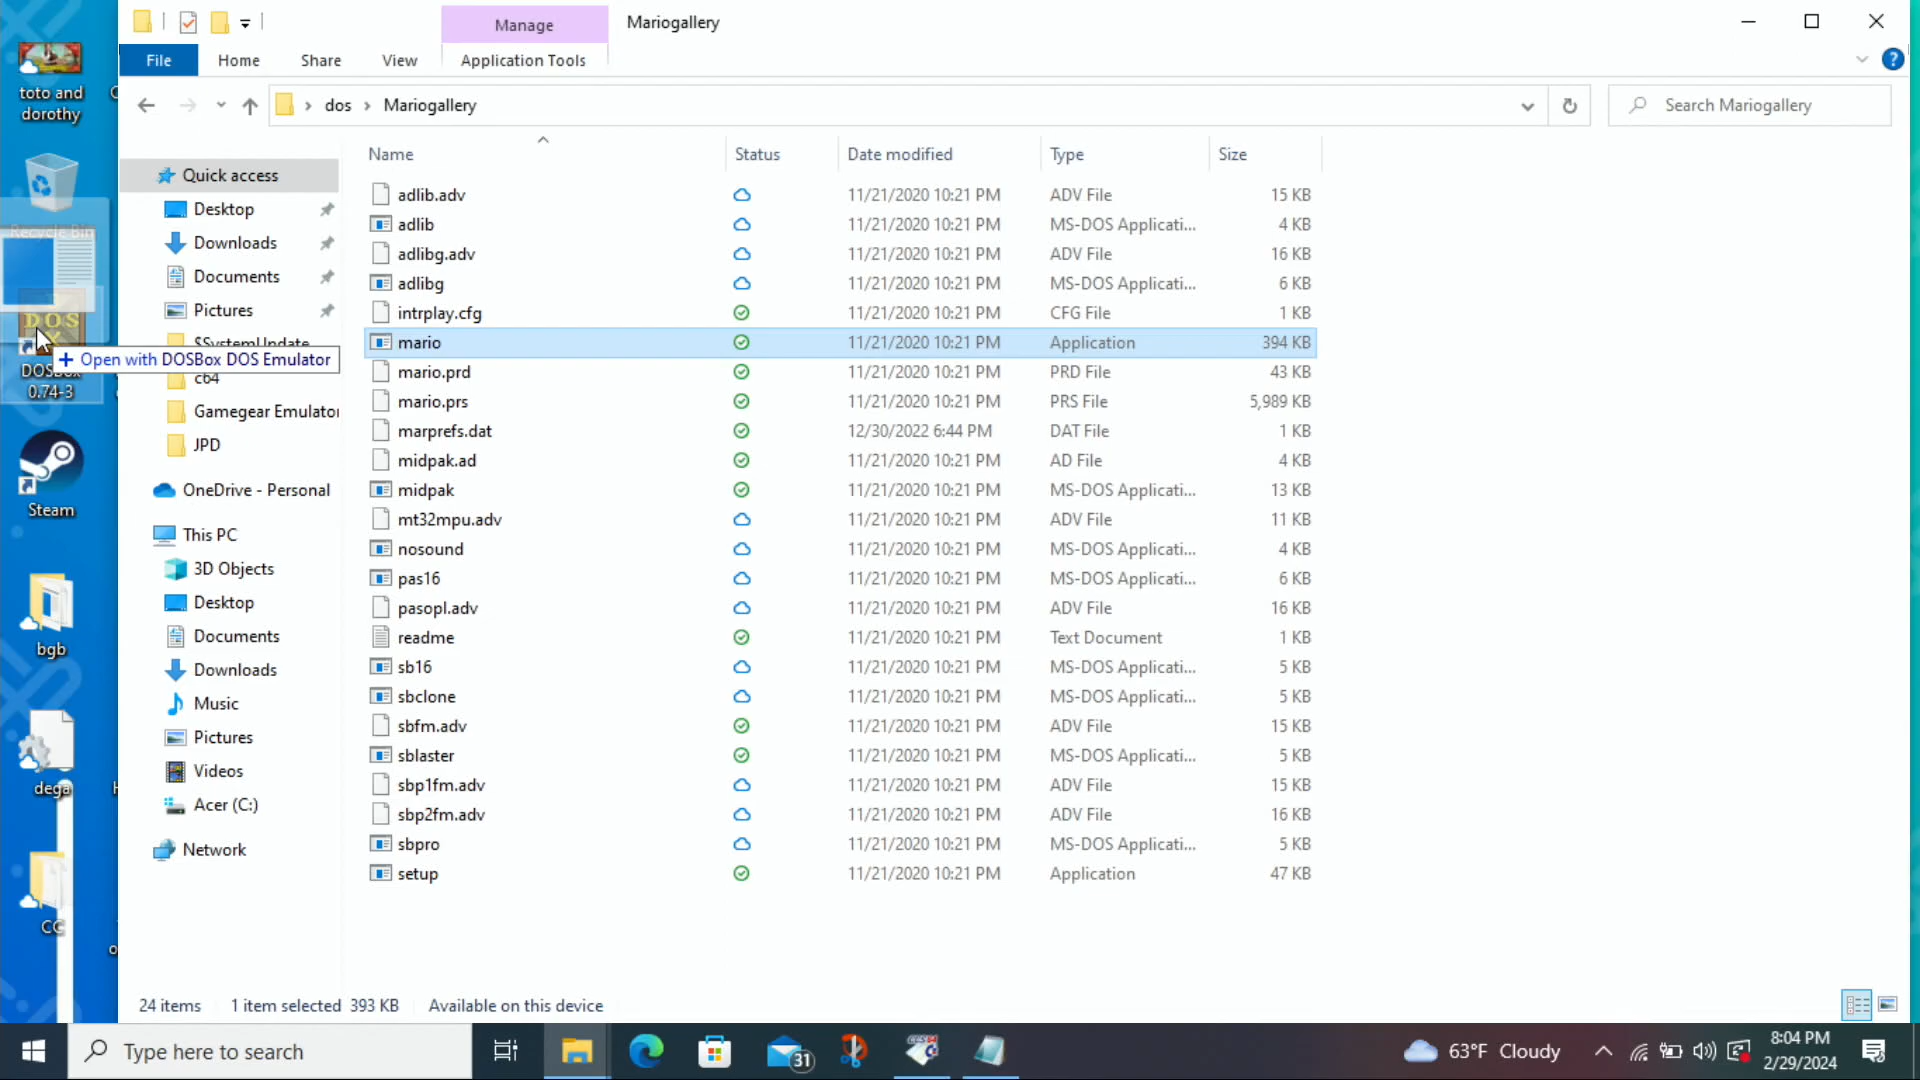 Manage
Mariogallery
File
Home
Share
View
Application Tools
dos
Mariogallery
Search Mariogallery
Name
Status
Date modified
Type
Size
adlib.adv
11/21/2020 10:21 PM
ADV File
15 KB
adlib
11/21/2020 10:21 PM
MS-DOS Applicati...
4 KB
adlibg.adv
11/21/2020 10:21 PM
ADV File
16 KB
adlibg
11/21/2020 10:21 PM
MS-DOS Applicati...
6 KB
intrplay.cfg
11/21/2020 10:21 PM
CFG File
1 KB
mario
11/21/2020 10:21 PM
Application
394 KB
mario.prd
11/21/2020 10:21 PM
PRD File
43 KB
mario.prs
11/21/2020 10:21 PM
PRS File
5,989 KB
marprefs.dat
12/30/2022 6:44 PM
DAT File
1 KB
midpak.ad
11/21/2020 10:21 PM
AD File
4 KB
midpak
11/21/2020 10:21 PM
MS-DOS Applicati...
13 KB
mt32mpu.adv
11/21/2020 10:21 PM
ADV File
11 KB
nosound
11/21/2020 10:21 PM
MS-DOS Applicati...
4 KB
pas16
11/21/2020 10:21 PM
MS-DOS Applicati...
6 KB
pasopl.adv
11/21/2020 10:21 PM
ADV File
16 KB
readme
11/21/2020 10:21 PM
Text Document
1 KB
sb16
11/21/2020 10:21 PM
MS-DOS Applicati...
5 KB
sbclone
11/21/2020 10:21 PM
MS-DOS Applicati...
5 KB
sbfm.adv
11/21/2020 10:21 PM
ADV File
15 KB
sblaster
11/21/2020 10:21 PM
MS-DOS Applicati...
5 KB
sbp1fm.adv
11/21/2020 10:21 PM
ADV File
15 KB
sbp2fm.adv
11/21/2020 10:21 PM
ADV File
16 KB
sbpro
11/21/2020 10:21 PM
MS-DOS Applicati...
5 KB
setup
11/21/2020 10:21 PM
Application
47 KB
Quick access
Desktop
Downloads
Documents
Pictures
$SystemUpdate
c64
Gamegear Emulator
JPD
OneDrive - Personal
This PC
3D Objects
Desktop
Documents
Downloads
Music
Pictures
Videos
Acer (C:)
Network
toto and
dorothy
Recycle Bin
DOS
Open with DOSBox DOS Emulator
DOSBox
0.74-3
Steam
bgb
dega
CC
24 items
1 item selected 393 KB
Available on this device
Type here to search
31
63°F Cloudy
8:04 PM
2/29/2024